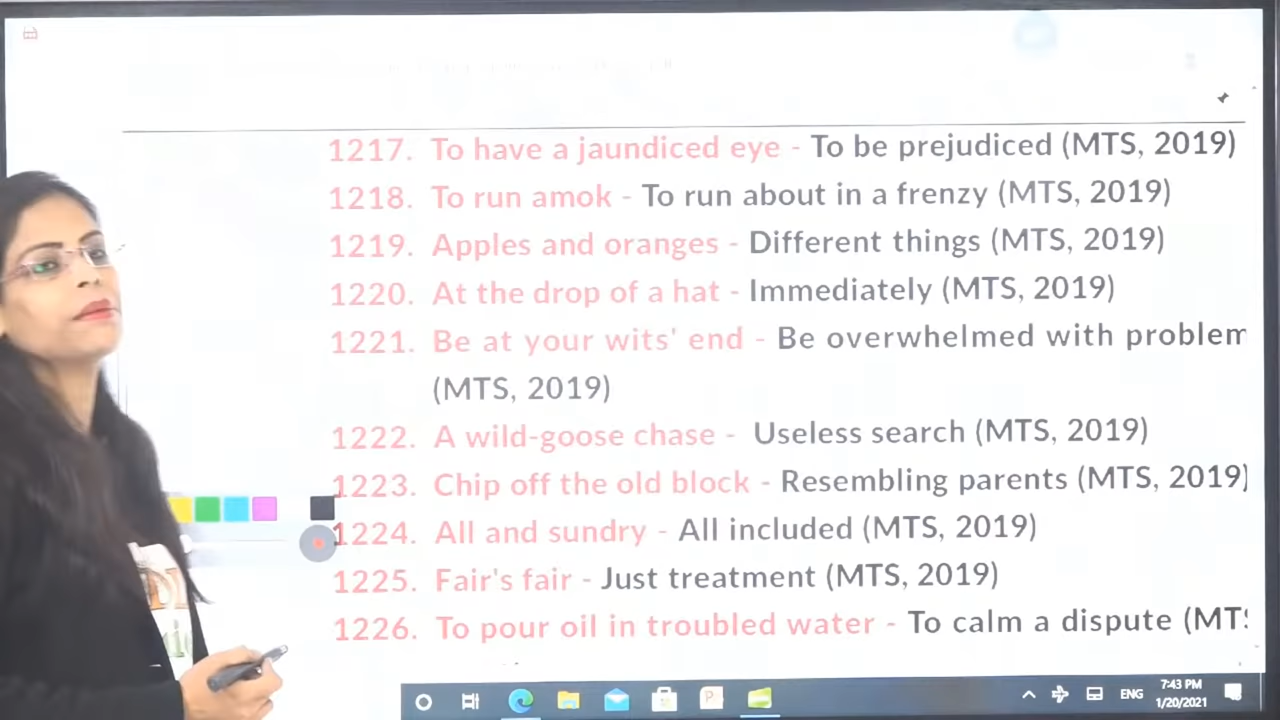 1217. To have a jaundiced eye - To be prejudiced (MTS, 2019)
1218. To run amok - To run about in a frenzy (MTS, 2019)
1219. Apples and oranges - Different things (MTS, 2019)
1220. At the drop of a hat - Immediately (MTS, 2019)
1221. Be at your wits' end - Be overwhelmed with problem
(MTS, 2019)
1222. A wild-goose chase - Useless search (MTS, 2019)
1223. Chip off the old block - Resembling parents (MTS, 2019)
1224. All and sundry - All included (MTS, 2019)
1225. Fair's fair - Just treatment (MTS, 2019)
1226. To pour oil in troubled water - To calm a dispute (MT
ENG
7:43 PM
1/20/2021